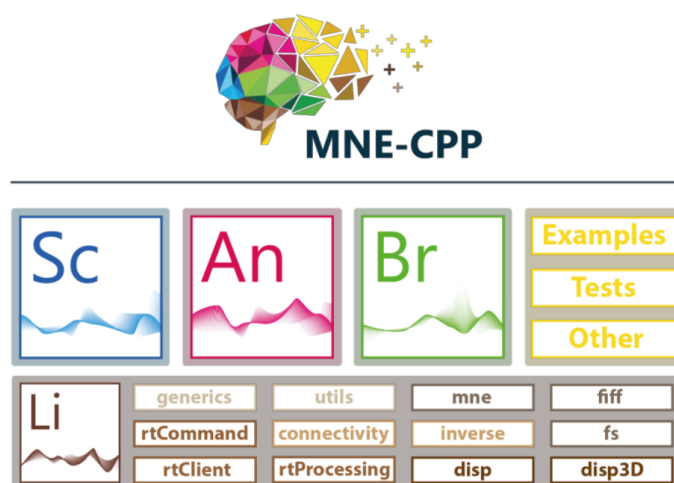 MNE-CPP
Sc
An
Br
Examples
Tests
Other
Li
generics
utils
mne
fiff
rtCommand
connectivity
inverse
fs
rtClient
rtProcessing
disp
disp3D